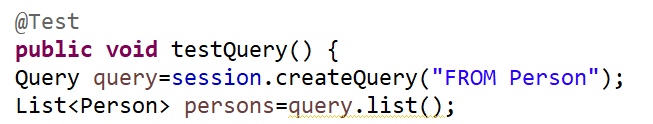 @Test
public void testQuery() {
Query query=session.createQuery("FROM Person");
List<Person> persons=query.list();